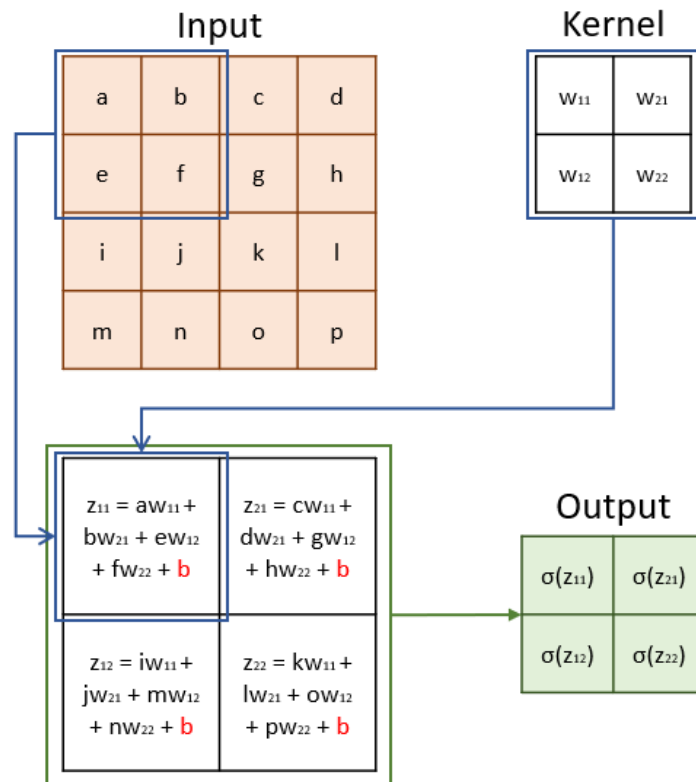 Input
Kernel
a b c d
e f g h
i j k l
m n o p
w₁₁ w₂₁
w₁₂ w₂₂
z₁₁ = aw₁₁ +
bw₂₁ + ew₁₂
+ fw₂₂ + b
z₂₁ = cw₁₁ +
dw₂₁ + gw₁₂
+ hw₂₂ + b
z₁₂ = iw₁₁ +
jw₂₁ + mw₁₂
+ nw₂₂ + b
z₂₂ = kw₁₁ +
lw₂₁ + ow₁₂
+ pw₂₂ + b
Output
σ(z₁₁) σ(z₂₁)
σ(z₁₂) σ(z₂₂)